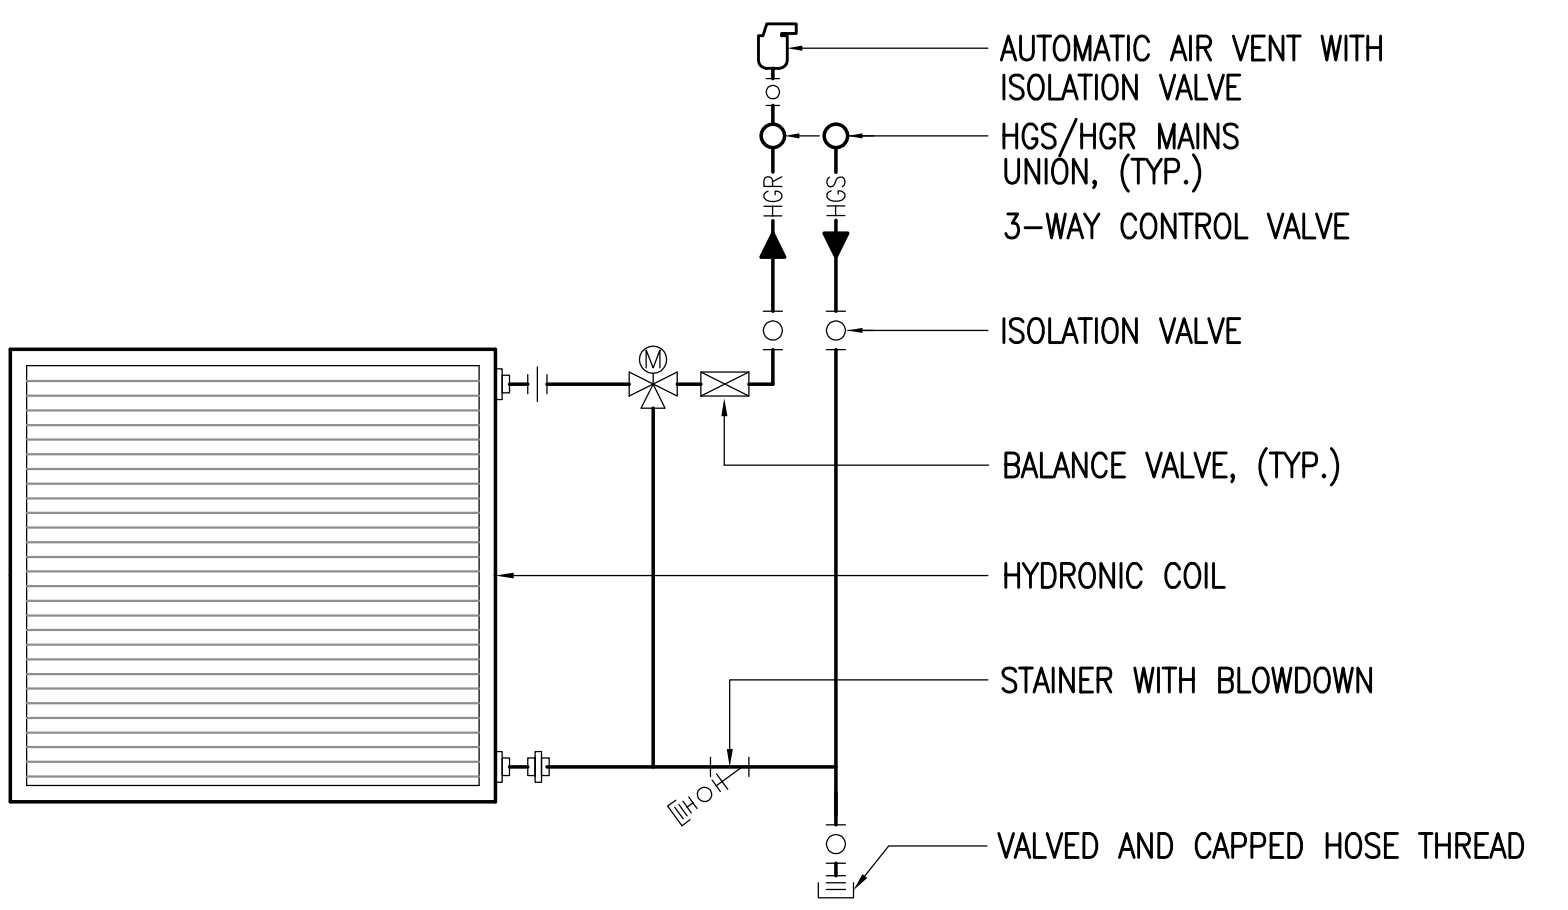 AUTOMATIC AIR VENT WITH
ISOLATION VALVE
HGS/HGR MAINS
UNION, (TYP.)
HGR
HGS
3-WAY CONTROL VALVE
ISOLATION VALVE
M
BALANCE VALVE, (TYP.)
HYDRONIC COIL
STAINER WITH BLOWDOWN
VALVED AND CAPPED HOSE THREAD